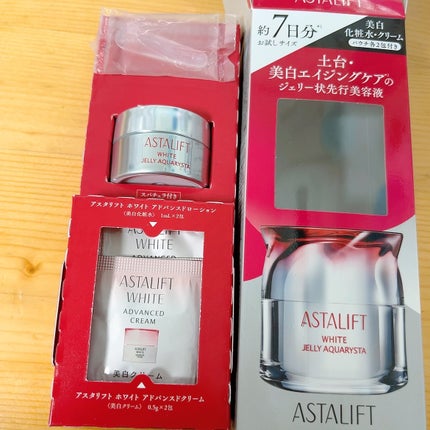 ASTALIFT
WHITE
JELLY AQUARYSTA
スパチュラ付き
アスタリフト ホワイト アドバンスドローション
(美白化粧水) 1mL×2包
ASTALIFT
WHITE
ADVANCED
ASTALIFT
WHITE
ADVANCED
CREAM
美白クリーム
アスタリフト ホワイト アドバンスドクリーム
(美白クリーム) 0.5g×2包
ASTALIFT
約7日分
お試しサイズ
美白
化粧水・クリーム
パウチ各2包付き
土台・
美白エイジングケアの
ジェリー状先行美容液
ASTALIFT
WHITE
JELLY AQUARYSTA
ASTALIFT